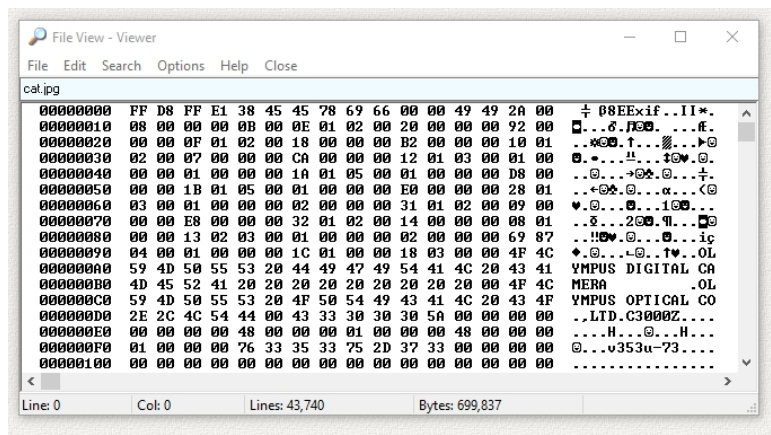 File View - Viewer
File Edit Search Options Help Close
cat.jpg
00000000 FF D8 FF E1 38 45 45 78 69 66 00 00 49 49 2A 00 ╪ ß8EExif..II*.
00000010 08 00 00 00 0B 00 0E 01 02 00 20 00 00 00 92 00 ◘...♂.♫☺☻. ...Æ.
00000020 00 00 0F 01 02 00 18 00 00 00 B2 00 00 00 10 01 ..☼☺☻.↑...▓...►☺
00000030 02 00 07 00 00 00 CA 00 00 00 12 01 03 00 01 00 ☻.•...╩...↕☺♥.☺.
00000040 00 00 01 00 00 00 1A 01 05 00 01 00 00 00 D8 00 ..☺...→☺♣.☺...╪.
00000050 00 00 1B 01 05 00 01 00 00 00 E0 00 00 00 28 01 ..←☺♣.☺...α...(☺
00000060 03 00 01 00 00 00 02 00 00 00 31 01 02 00 09 00 ♥.☺...☻...1☺☻...
00000070 00 00 E8 00 00 00 32 01 02 00 14 00 00 00 08 01 ..Φ...2☺☻.¶...◘☺
00000080 00 00 13 02 03 00 01 00 00 00 02 00 00 00 69 87 ..‼☻♥.☺...☻...iç
00000090 04 00 01 00 00 00 1C 01 00 00 18 03 00 00 4F 4C ♦.☺...∟☺..↑♥..OL
000000A0 59 4D 50 55 53 20 44 49 47 49 54 41 4C 20 43 41 YMPUS DIGITAL CA
000000B0 4D 45 52 41 20 20 20 20 20 20 20 20 20 00 4F 4C MERA         .OL
000000C0 59 4D 50 55 53 20 4F 50 54 49 43 41 4C 20 43 4F YMPUS OPTICAL CO
000000D0 2E 2C 4C 54 44 00 43 33 30 30 30 5A 00 00 00 00 .,LTD.C3000Z....
000000E0 00 00 00 00 48 00 00 00 01 00 00 00 48 00 00 00 ....H...☺...H...
000000F0 01 00 00 00 76 33 35 33 75 2D 37 33 00 00 00 00 ☺...v353u-73....
00000100 00 00 00 00 00 00 00 00 00 00 00 00 00 00 00 00 ................
Line: 0 Col: 0 Lines: 43,740 Bytes: 699,837